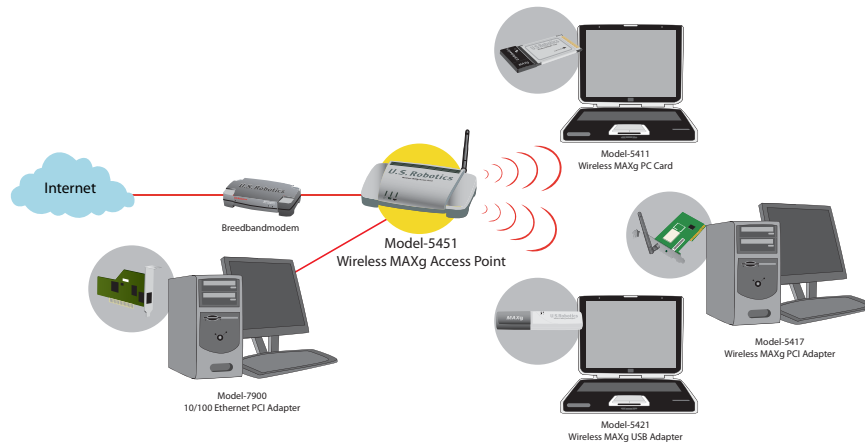 Internet
U.S. Robotics
Breedbandmodem
U.S. Robotics
Model-5451
Wireless MAXg Access Point
Model-7900
10/100 Ethernet PCI Adapter
Model-5411
Wireless MAXg PC Card
Model-5417
Wireless MAXg PCI Adapter
MAXg
U.S.Robotics
Model-5421
Wireless MAXg USB Adapter